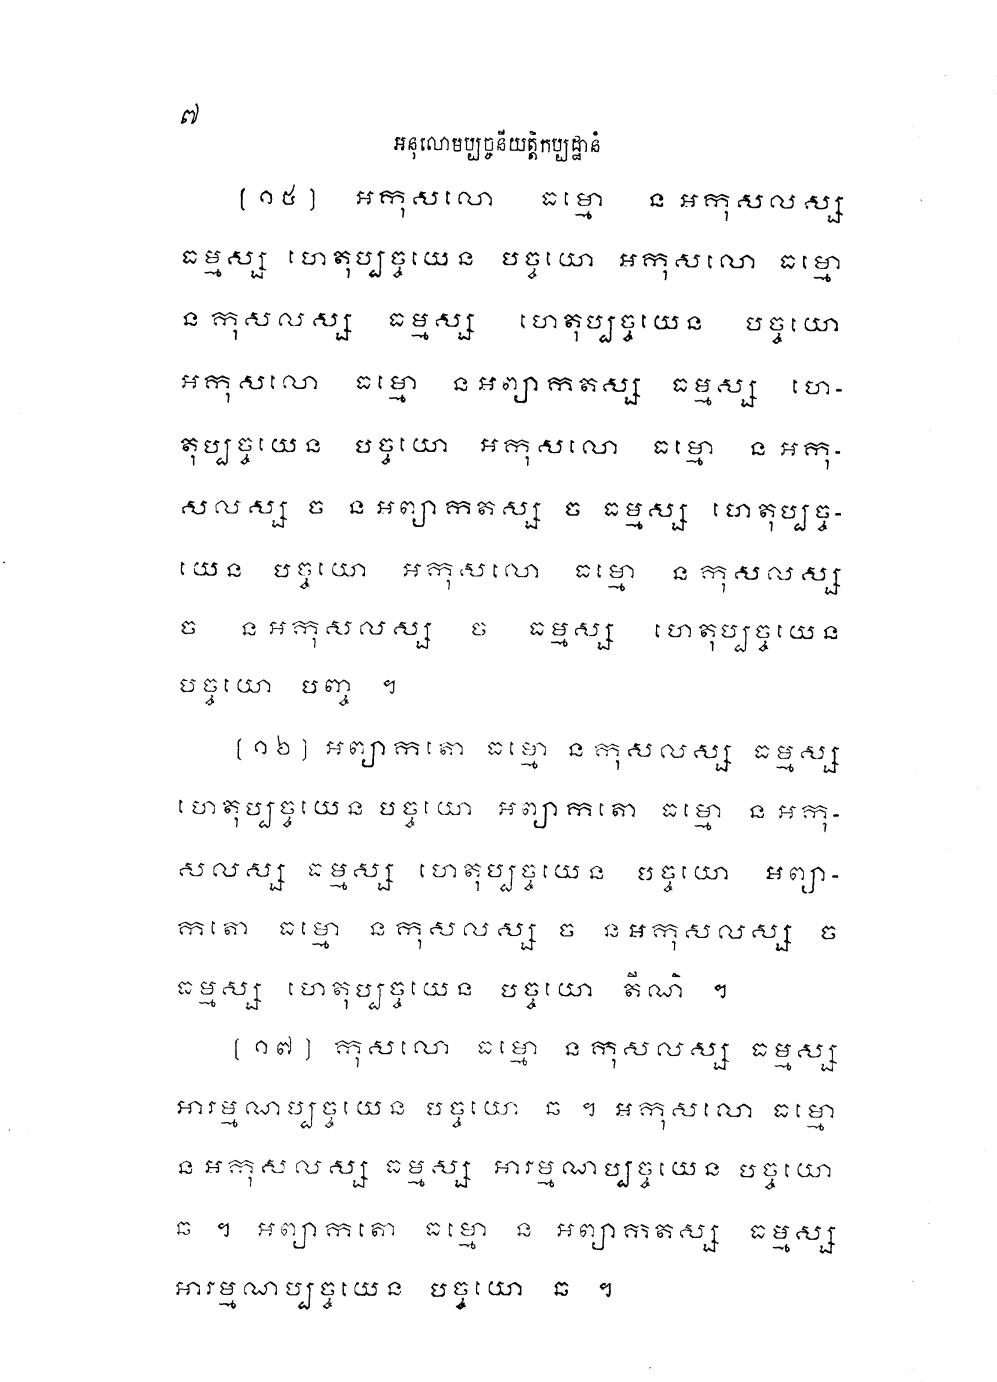 ៧
អនុលោមប្បច្ចនីយត្តិកប្បដ្ឋានំ
[១៥] អកុសលោ ធម្មោ ន អកុសលស្ស
ធម្មស្ស ហេតុប្បច្ចយេន បច្ចយោ អកុសលោ ធម្មោ
ន កុសលស្ស ធម្មស្ស ហេតុប្បច្ចយេន បច្ចយោ
អកុសលោ ធម្មោ ន អព្យាកតស្ស ធម្មស្ស ហេ-
តុប្បច្ចយេន បច្ចយោ អកុសលោ ធម្មោ ន អកុ-
សលស្ស ច ន អព្យាកតស្ស ច ធម្មស្ស ហេតុប្បច្ច-
យេន បច្ចយោ អកុសលោ ធម្មោ ន កុសលស្ស
ច ន អកុសលស្ស ច ធម្មស្ស ហេតុប្បច្ចយេន
បច្ចយោ បញ្ច ។
[១៦] អព្យាកតោ ធម្មោ ន កុសលស្ស ធម្មស្ស
ហេតុប្បច្ចយេន បច្ចយោ អព្យាកតោ ធម្មោ ន អកុ-
សលស្ស ធម្មស្ស ហេតុប្បច្ចយេន បច្ចយោ អព្យា-
កតោ ធម្មោ ន កុសលស្ស ច ន អកុសលស្ស ច
ធម្មស្ស ហេតុប្បច្ចយេន បច្ចយោ តីណិ ។
[១៧] កុសលោ ធម្មោ ន កុសលស្ស ធម្មស្ស
អារម្មណប្បច្ចយេន បច្ចយោ ឆ ។ អកុសលោ ធម្មោ
ន អកុសលស្ស ធម្មស្ស អារម្មណប្បច្ចយេន បច្ចយោ
ឆ ។ អព្យាកតោ ធម្មោ ន អព្យាកតស្ស ធម្មស្ស
អារម្មណប្បច្ចយេន បច្ចយោ ឆ ។